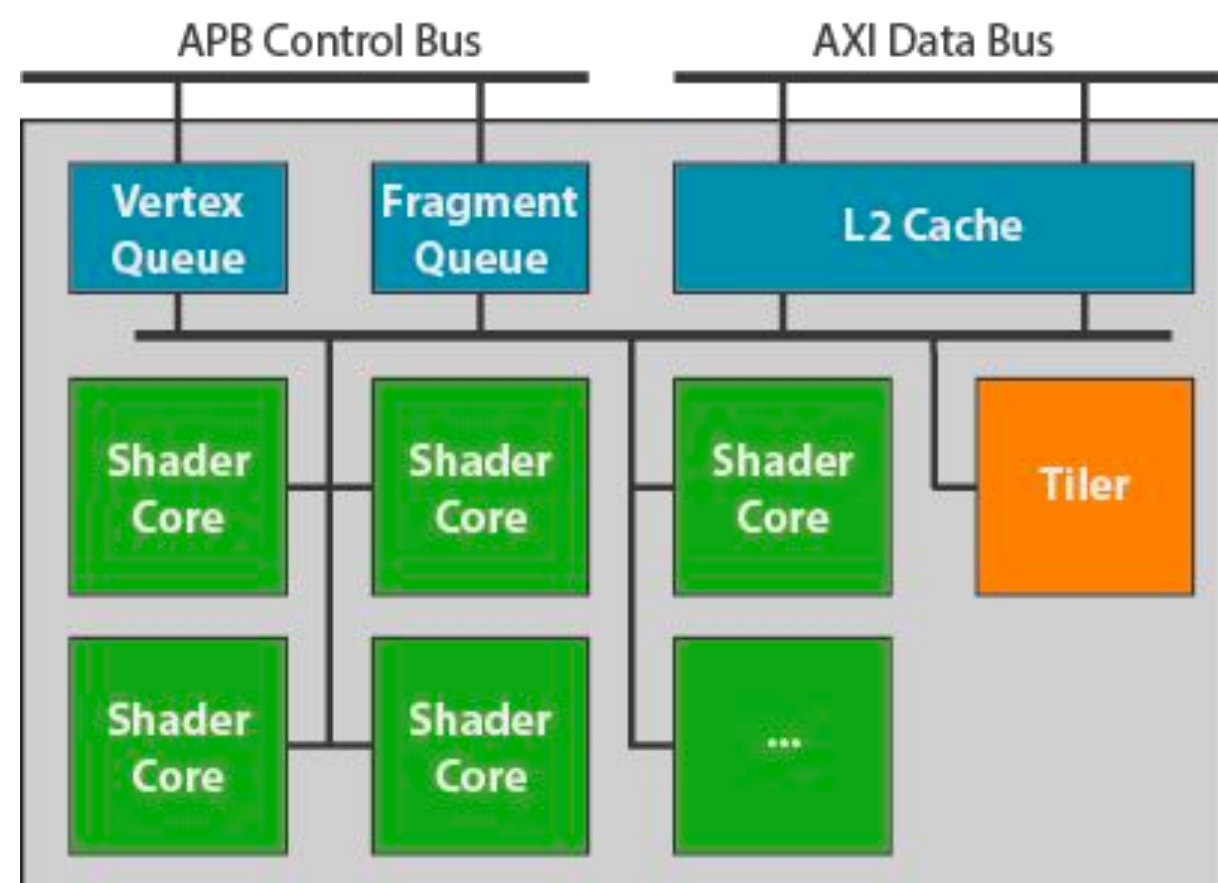 APB Control Bus
AXI Data Bus
Vertex
Queue
Fragment
Queue
L2 Cache
Shader
Core
Shader
Core
Shader
Core
Tiler
Shader
Core
Shader
Core
...